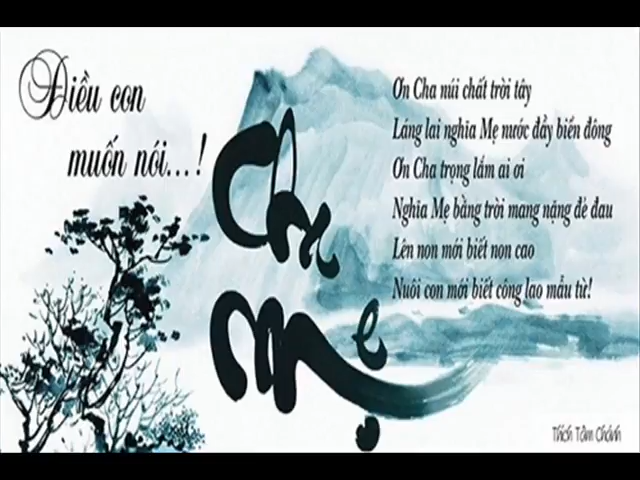 Điều con
muốn nói...!
Cha
Mẹ
Ơn Cha núi chất trời tây
Láng lai nghĩa Mẹ nước đầy biển đông
Ơn Cha trọng lắm ai ơi
Nghĩa Mẹ bằng trời mang nặng đẻ đau
Lên non mới biết non cao
Nuôi con mới biết công lao mẫu từ!
Thích Tâm Chánh